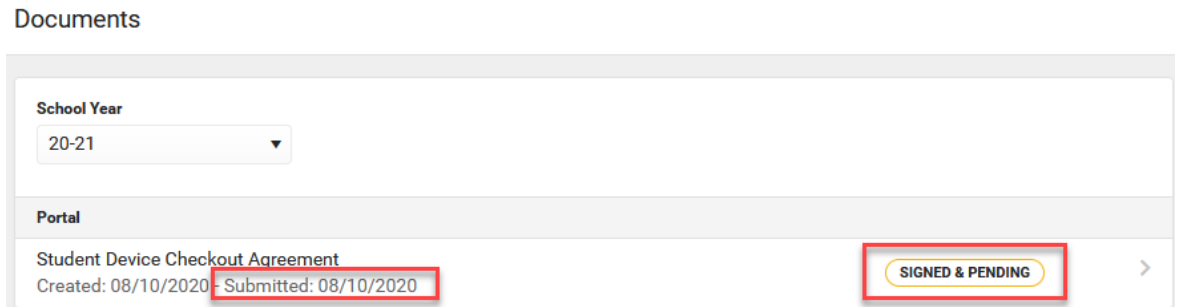 Documents
School Year
20-21
Portal
Student Device Checkout Agreement
Created: 08/10/2020 - Submitted: 08/10/2020
SIGNED & PENDING